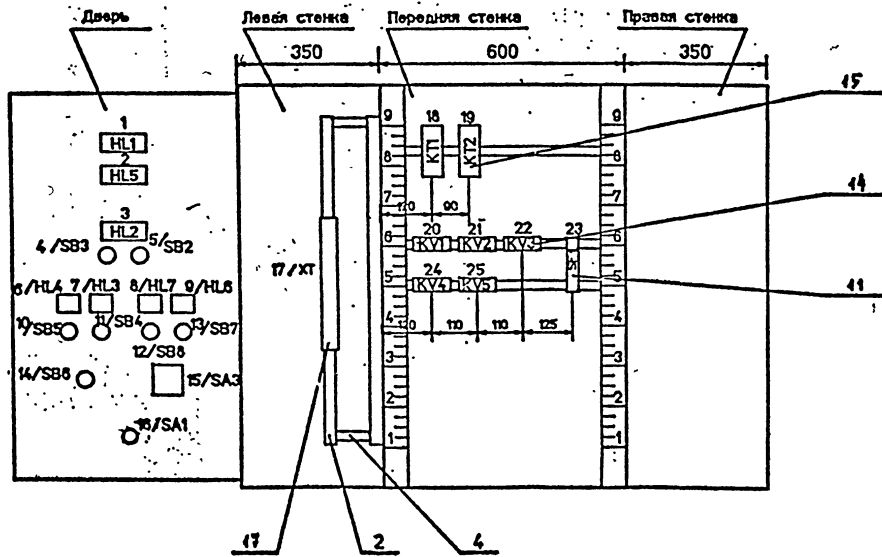 Дверь
Левая стенка
Передняя стенка
Правая стенка
350
600
350
15
1
HL1
2
HL5
3
HL2
4/SB3
5/SB2
6/HL4
7/HL3
8/HL7
9/HL6
10/SB5
11/SB4
12/SB8
13/SB7
14/SB6
15/SA3
16/SA1
17/XT
9
8
7
6
5
4
3
2
1
18
19
KT1
KT2
120
90
20
21
22
23
KV1
KV2
KV3
SF
24
25
KV4
KV5
120
110
110
125
9
8
7
6
5
4
3
2
1
14
11
17
2
4